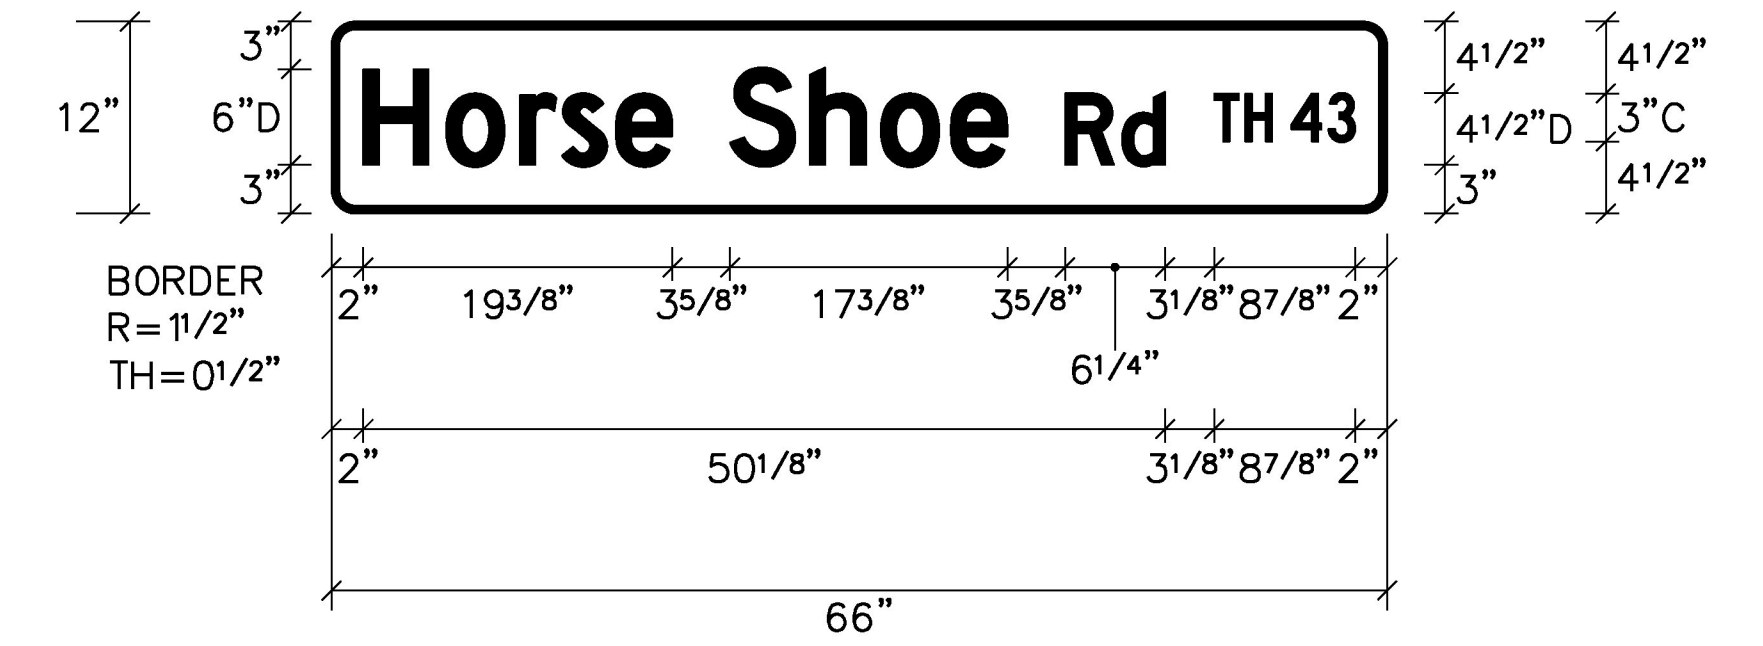 3” 4 1/2” 4 1/2”
12” 6”D Horse Shoe Rd TH 43 4 1/2”D 3”C
3” 3” 4 1/2”
BORDER
R=1 1/2”
TH=0 1/2”
2” 19 3/8” 3 5/8” 17 3/8” 3 5/8” 3 1/8” 8 7/8” 2”
6 1/4”
2” 50 1/8” 3 1/8” 8 7/8” 2”
66”